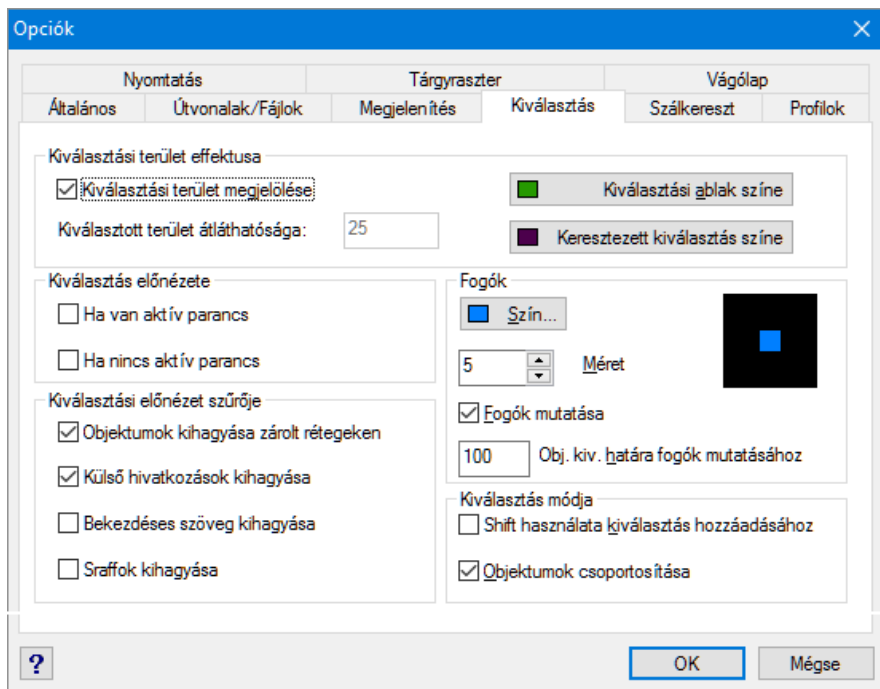 Opciók
Nyomtatás Tárgyraszter Vágólap
Általános Útvonalak/Fájlok Megjelenítés Kiválasztás Szálkereszt Profilok
Kiválasztási terület effektusa
Kiválasztási terület megjelölése
Kiválasztási ablak színe
Kiválasztott terület átláthatósága: 25
Keresztezett kiválasztás színe
Kiválasztás előnézete
Ha van aktív parancs
Ha nincs aktív parancs
Kiválasztási előnézet szűrője
Objektumok kihagyása zárolt rétegeken
Külső hivatkozások kihagyása
Bekezdéses szöveg kihagyása
Sraffok kihagyása
Fogók
Szín...
5 Méret
Fogók mutatása
100 Obj. kiv. határa fogók mutatásához
Kiválasztás módja
Shift használata kiválasztás hozzáadásához
Objektumok csoportosítása
? OK Mégse